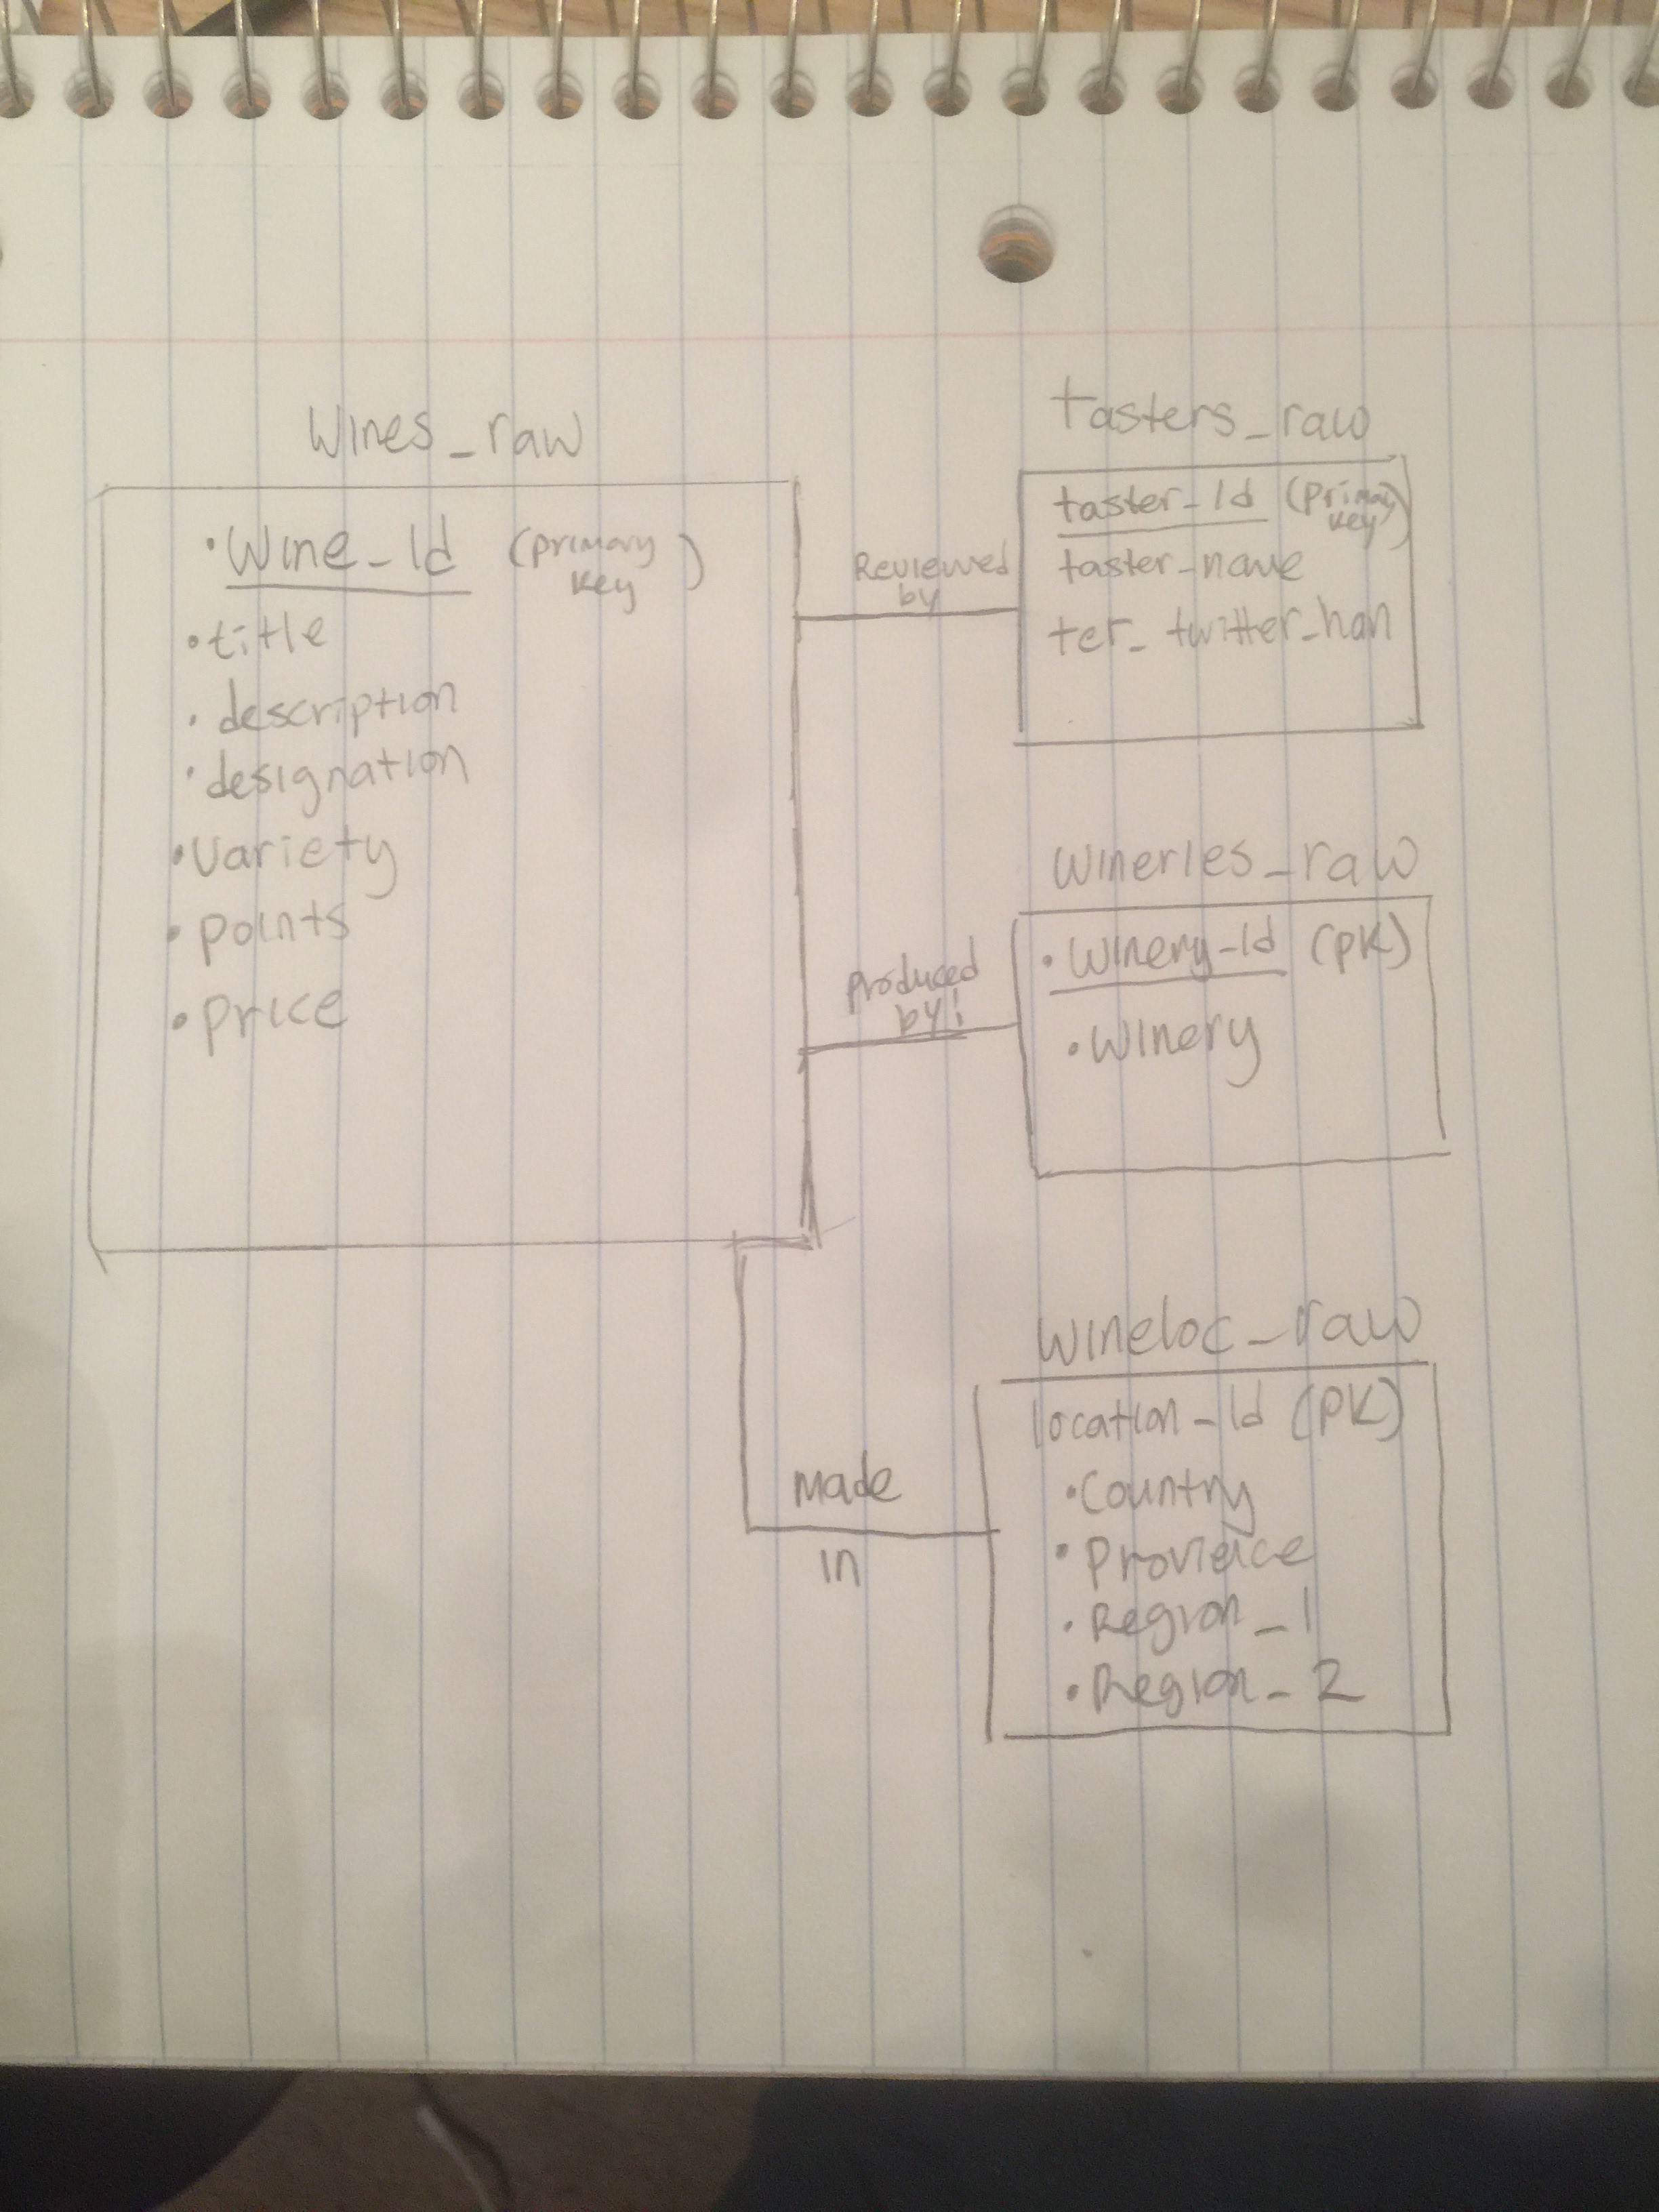 Wines_raw
• Wine_Id (primary key)
• title
• description
• designation
• Variety
• points
• price
Reviewed
by
Produced
by!
made
in
tasters_raw
taster_Id (primary key)
taster_name
ter_twitter_han
wineries_raw
• winery_Id (PK)
• winery
wineloc_raw
location_Id (PK)
• Country
• Region_1
• Region_2